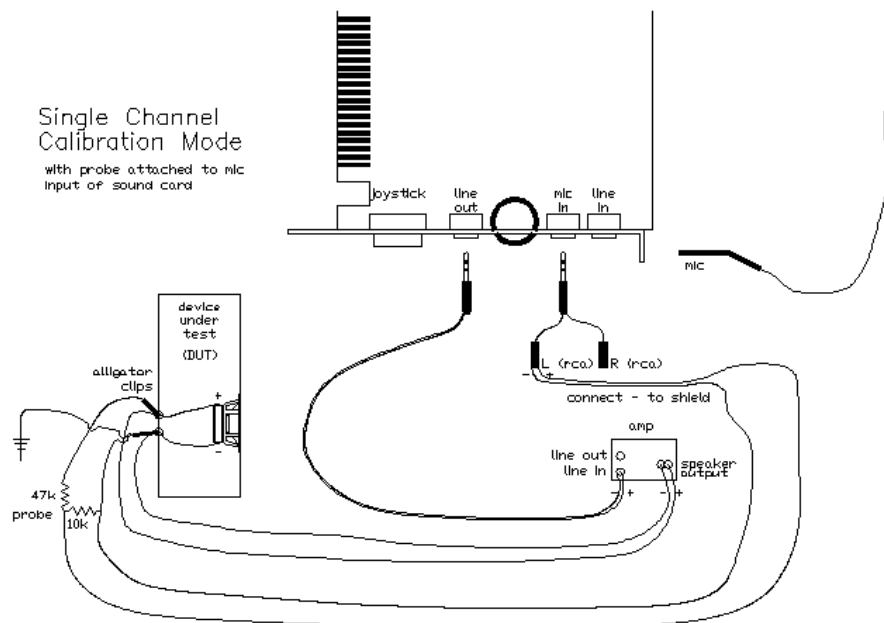 Single Channel
Calibration Mode
with probe attached to mic
input of sound card
joystick
line
out
mic
in
line
in
mic
device
under
test
(DUT)
alligator
clips
+
-
L (rca)
R (rca)
- +
connect - to shield
amp
line out
line in
speaker
output
- +
- +
47k
probe
10k